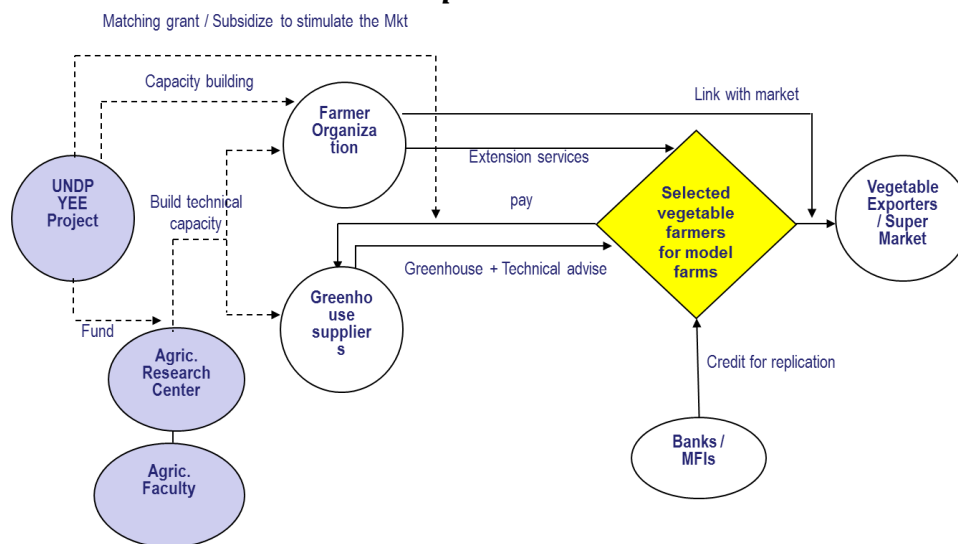 Matching grant / Subsidize to stimulate the Mkt
Capacity building
Link with market
Farmer
Organiza
tion
Extension services
UNDP
YEE
Project
Build technical
capacity
pay
Selected
vegetable
farmers
for model
farms
Vegetable
Exporters
/ Super
Market
Greenhouse + Technical advise
Greenho
use
supplier
s
Fund
Agric.
Research
Center
Credit for replication
Banks /
MFIs
Agric.
Faculty